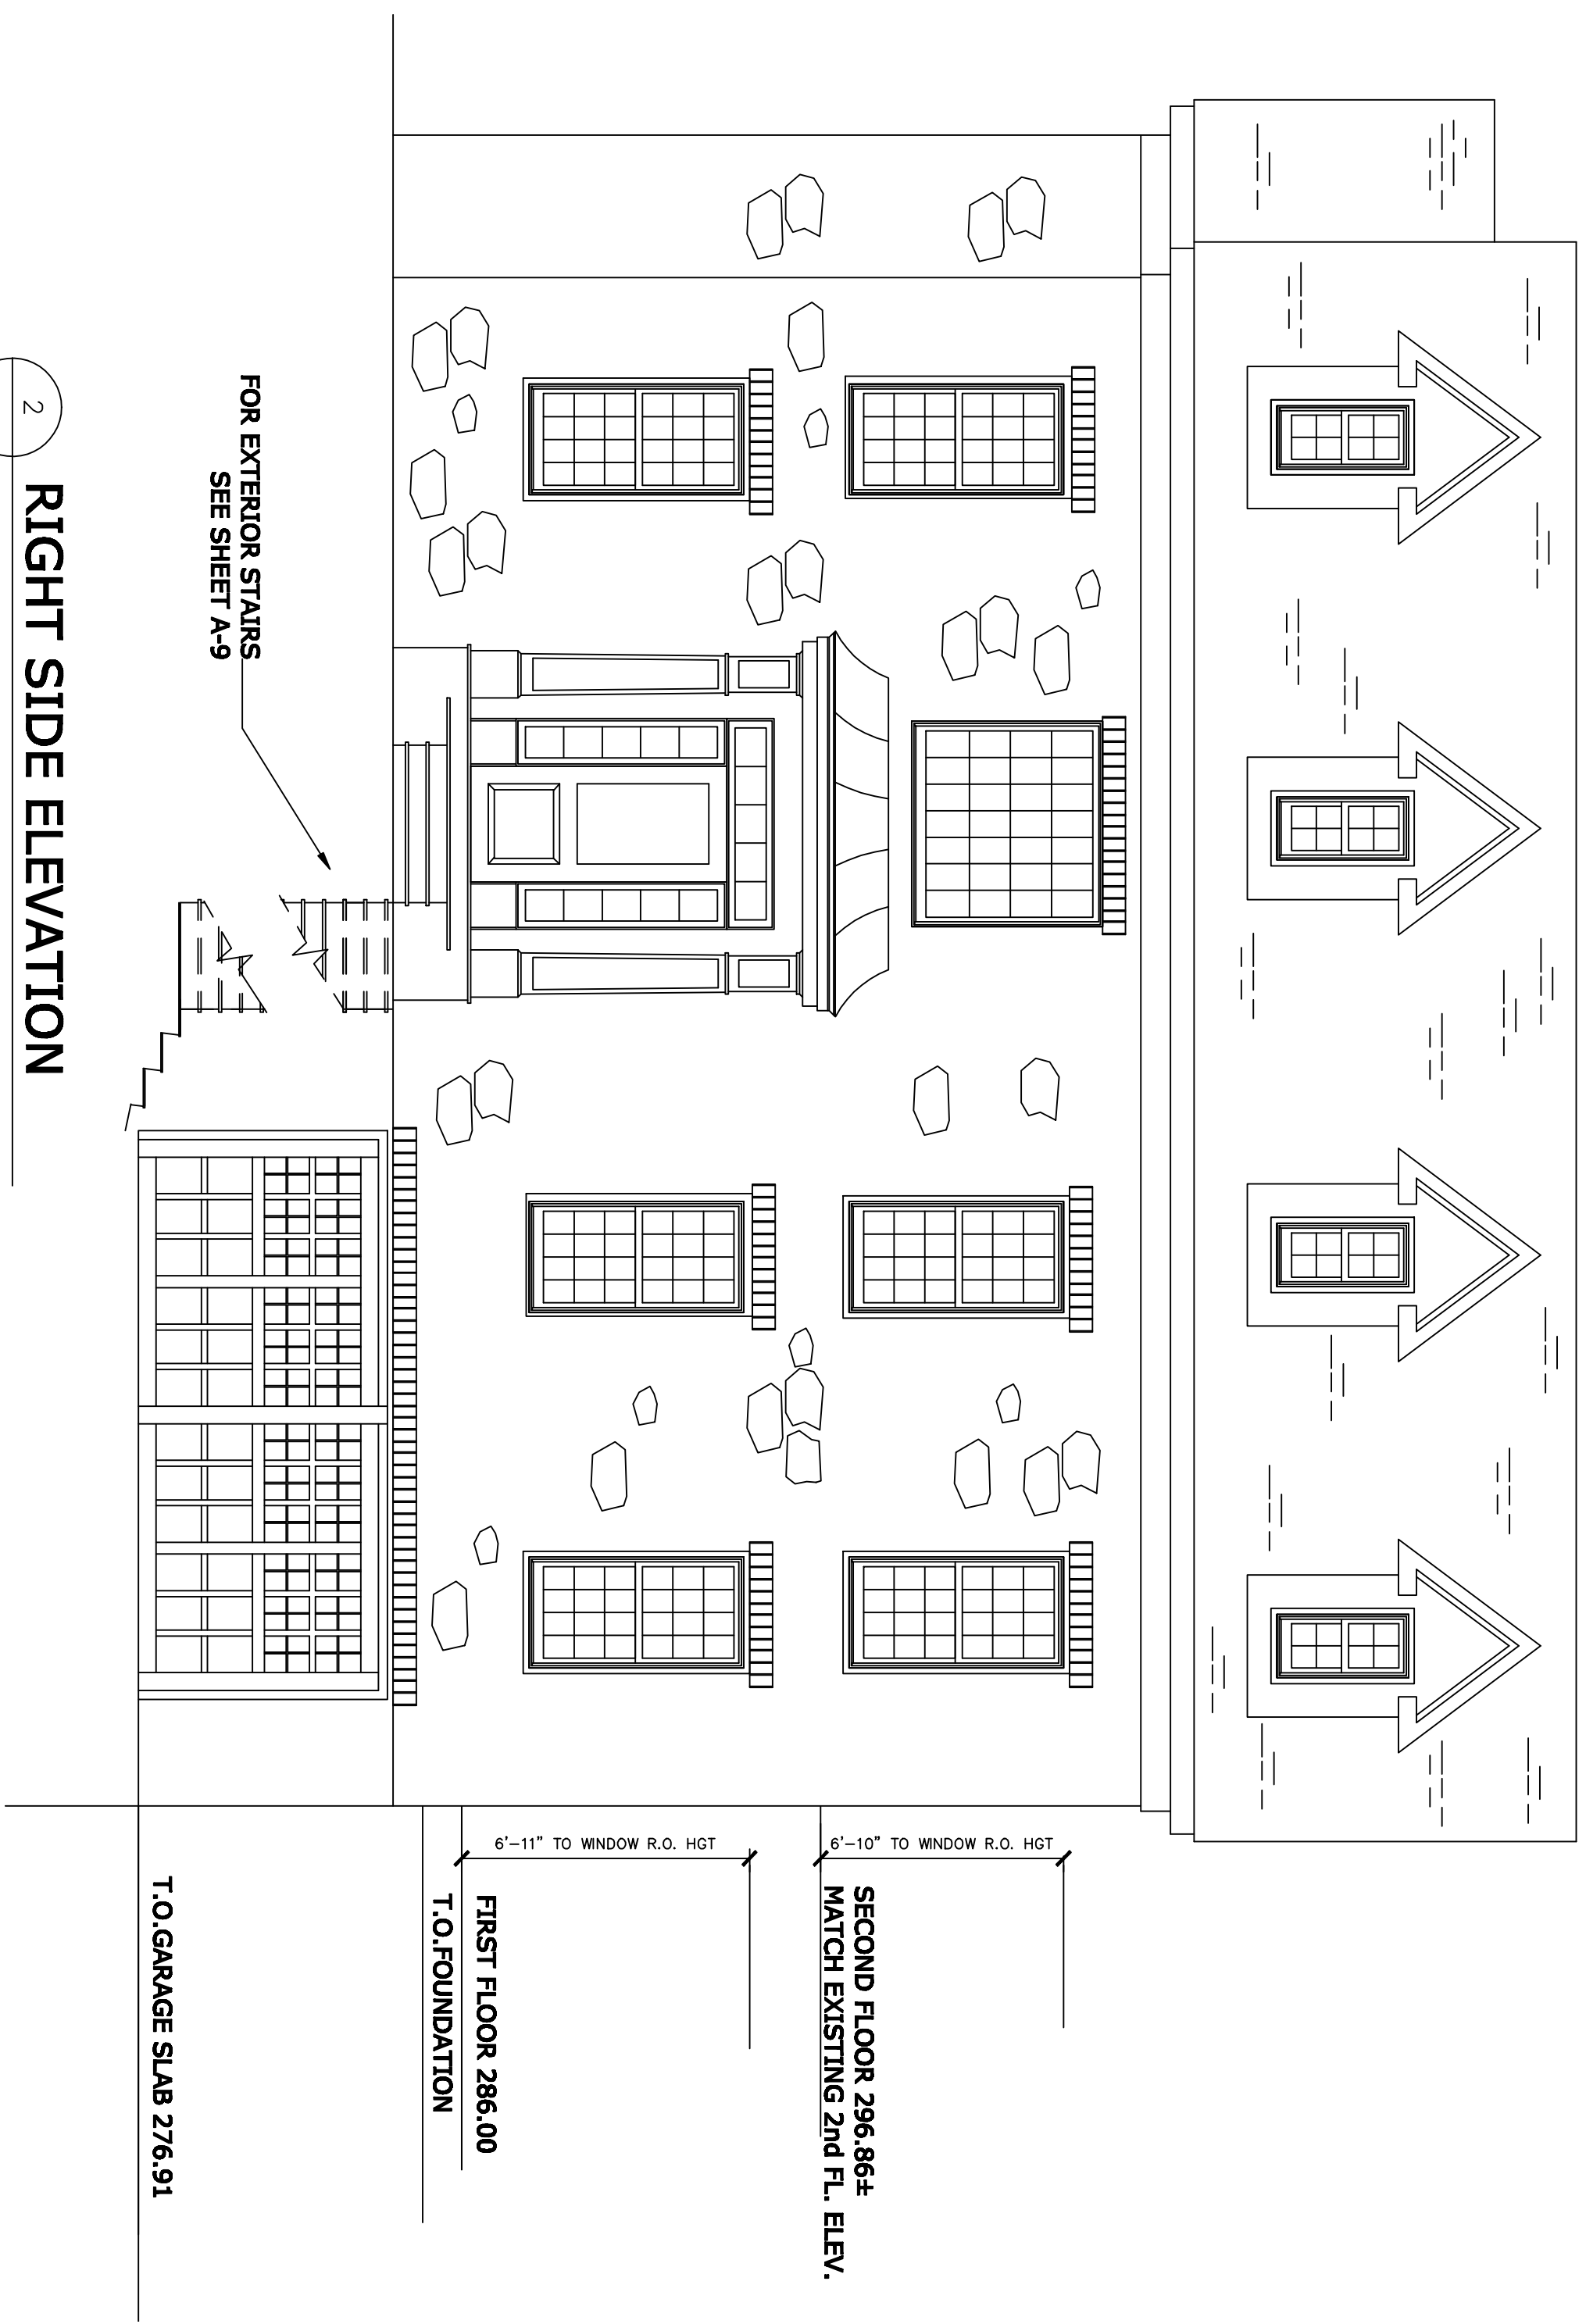 6'-10" TO WINDOW R.O. HGT
SECOND FLOOR 296.86±
MATCH EXISTING 2nd FL. ELEV.
6'-11" TO WINDOW R.O. HGT
FIRST FLOOR 286.00
T.O.FOUNDATION
FOR EXTERIOR STAIRS
SEE SHEET A-9
T.O.GARAGE SLAB 276.91
2
RIGHT SIDE ELEVATION